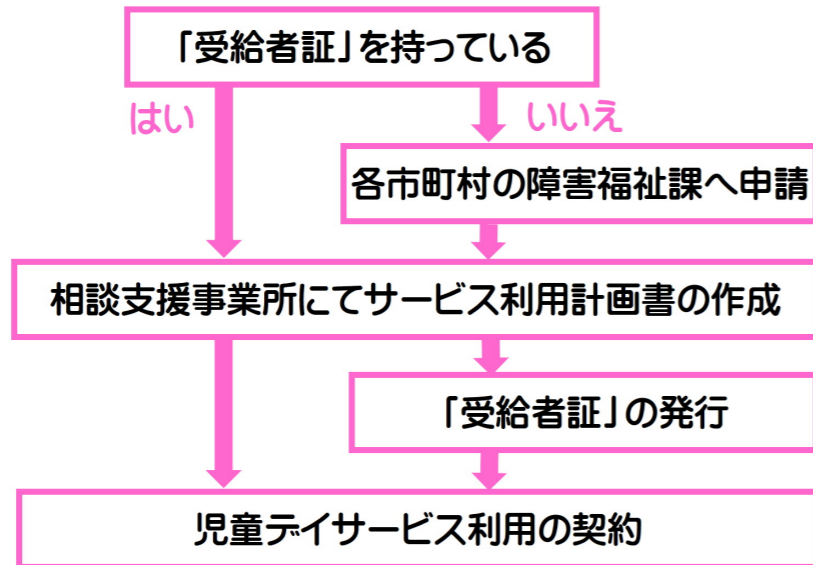 「受給者証」を持っている
はい
いいえ
各市町村の障害福祉課へ申請
相談支援事業所にてサービス利用計画書の作成
「受給者証」の発行
児童デイサービス利用の契約